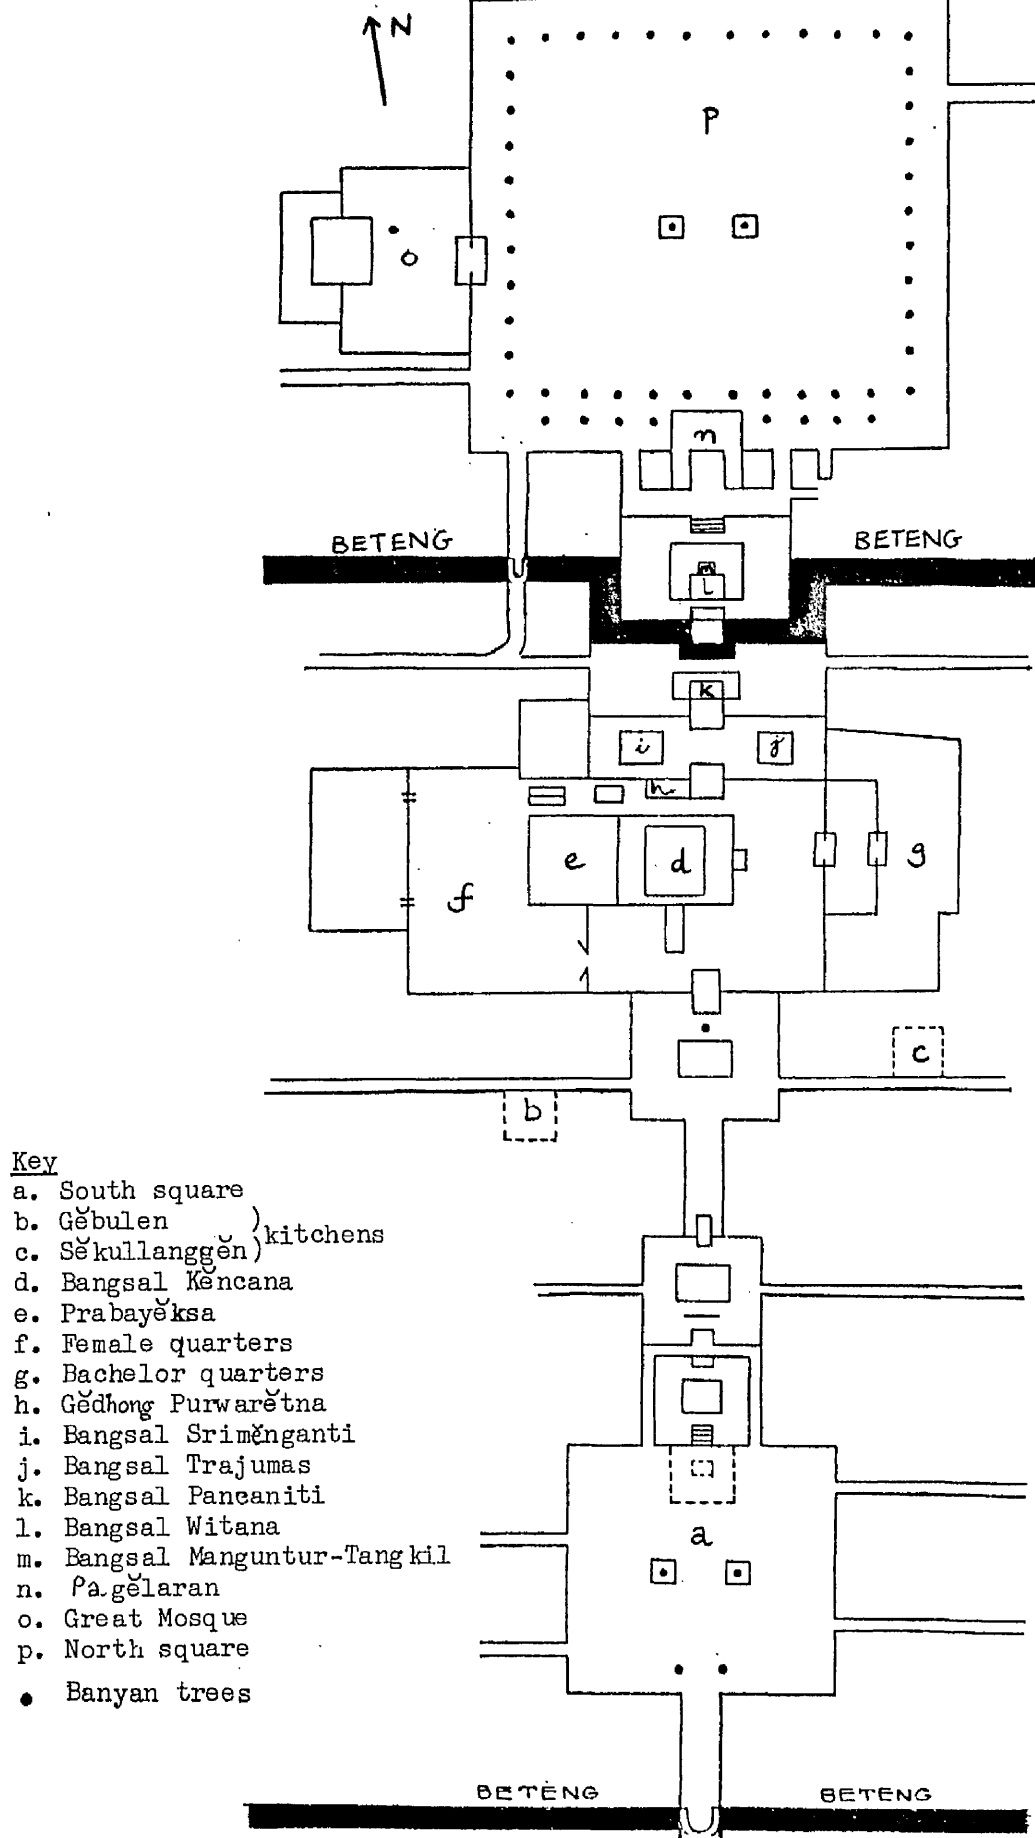 N
p
o
n
BETENG
BETENG
m
l
k
i
j
h.
e
d
g
f
c
b
Key
a. South square
b. Gĕbulen )
c. Sĕkullanggĕn) kitchens
d. Bangsal Kĕncana
e. Prabayĕksa
f. Female quarters
g. Bachelor quarters
h. Gĕdhong Purwarĕtna
i. Bangsal Srimĕnganti
j. Bangsal Trajumas
k. Bangsal Pancaniti
l. Bangsal Witana
m. Bangsal Manguntur-Tangkil
n. Pagĕlaran
o. Great Mosque
p. North square
• Banyan trees
a
BETENG
BETENG